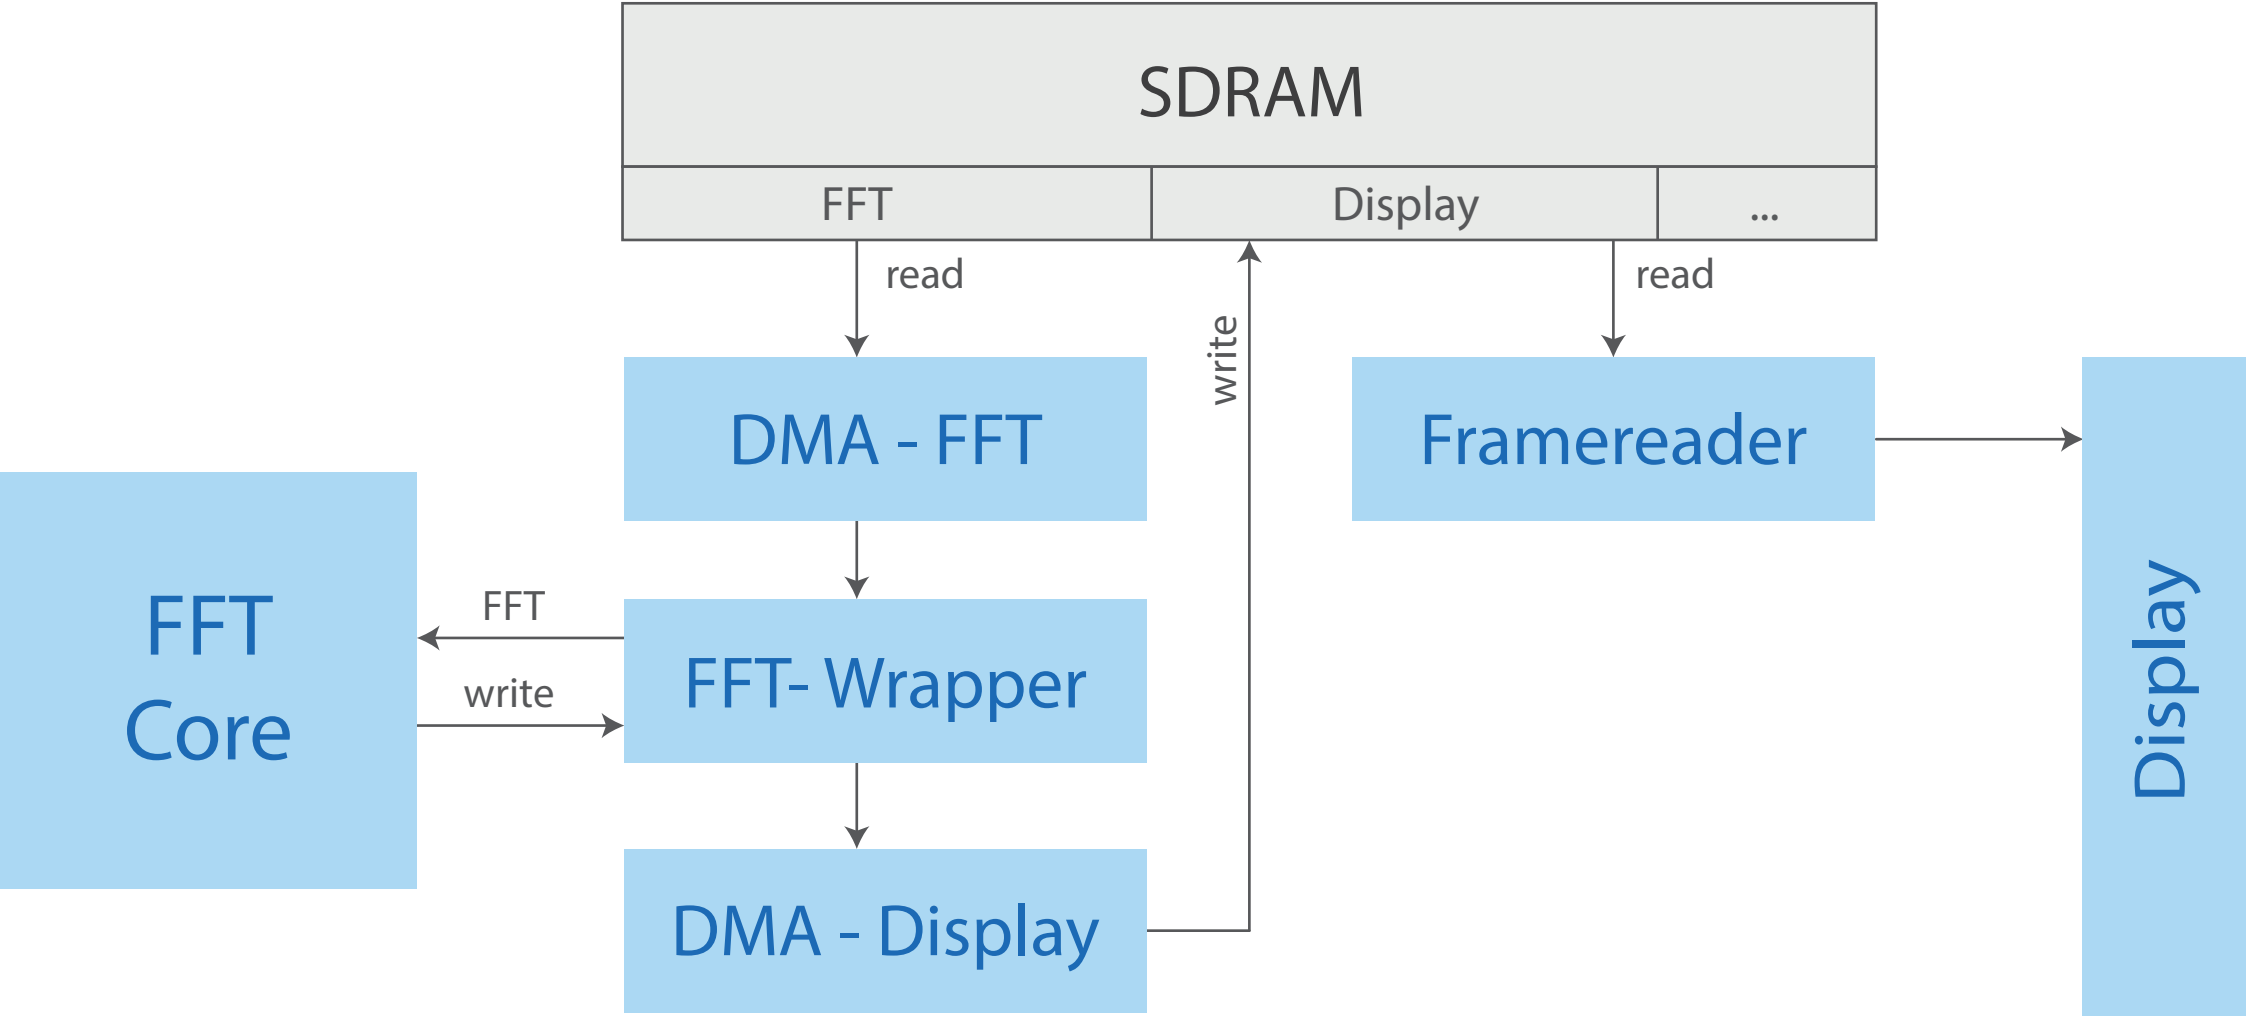 SDRAM
FFT
Display
...
read
read
write
DMA - FFT
Framereader
FFT
Core
FFT
write
FFT- Wrapper
DMA - Display
Display